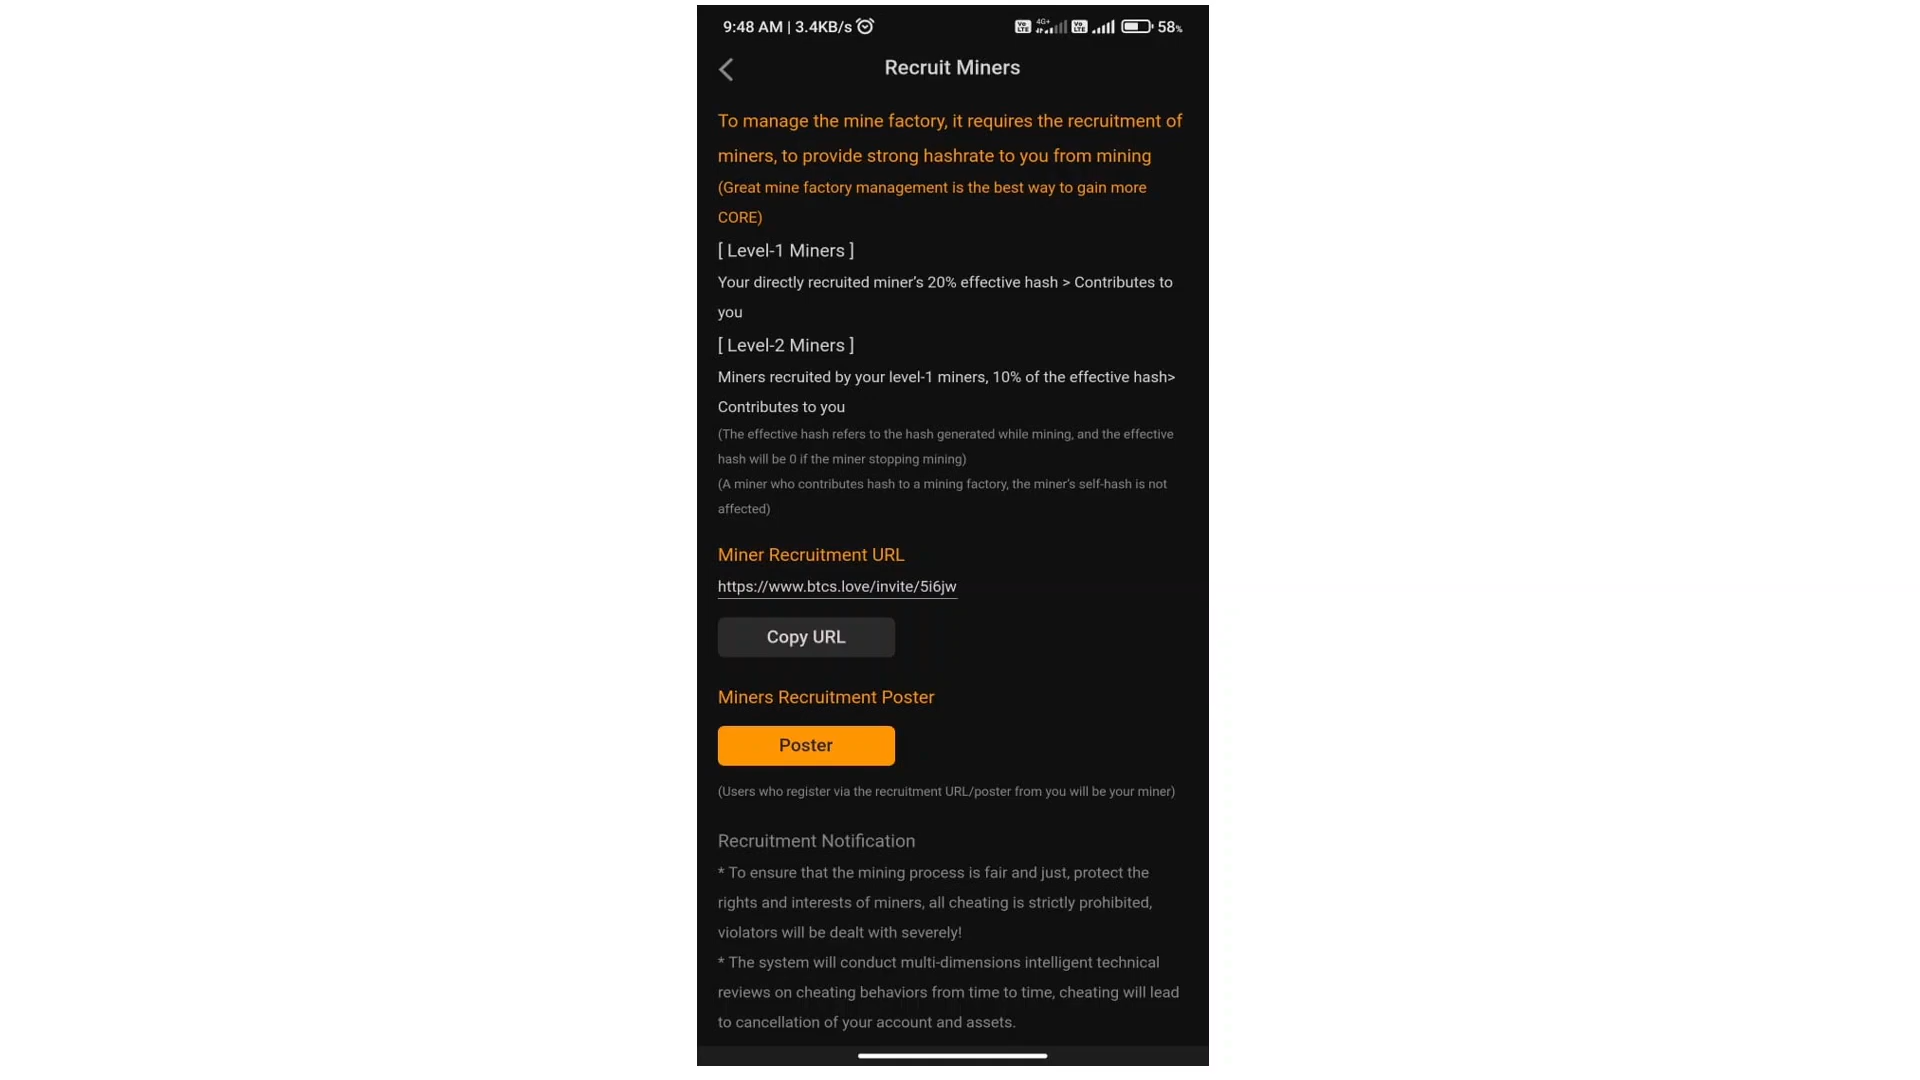 9:48 AM | 3.4KB/s
Vo LTE 4G+ Vo LTE 58%
Recruit Miners
To manage the mine factory, it requires the recruitment of
miners, to provide strong hashrate to you from mining
(Great mine factory management is the best way to gain more
CORE)
[ Level-1 Miners ]
Your directly recruited miner’s 20% effective hash > Contributes to
you
[ Level-2 Miners ]
Miners recruited by your level-1 miners, 10% of the effective hash>
Contributes to you
(The effective hash refers to the hash generated while mining, and the effective
hash will be 0 if the miner stopping mining)
(A miner who contributes hash to a mining factory, the miner’s self-hash is not
affected)
Miner Recruitment URL
https://www.btcs.love/invite/5i6jw
Copy URL
Miners Recruitment Poster
Poster
(Users who register via the recruitment URL/poster from you will be your miner)
Recruitment Notification
* To ensure that the mining process is fair and just, protect the
rights and interests of miners, all cheating is strictly prohibited,
violators will be dealt with severely!
* The system will conduct multi-dimensions intelligent technical
reviews on cheating behaviors from time to time, cheating will lead
to cancellation of your account and assets.